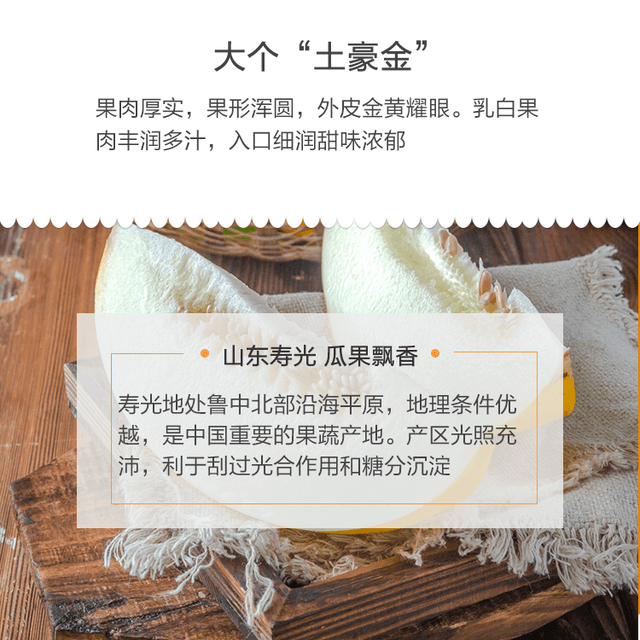 大个“土豪金”
果肉厚实，果形浑圆，外皮金黄耀眼。乳白果
肉丰润多汁，入口细润甜味浓郁
山东寿光 瓜果飘香
寿光地处鲁中北部沿海平原，地理条件优
越，是中国重要的果蔬产地。产区光照充
沛，利于刮过光合作用和糖分沉淀